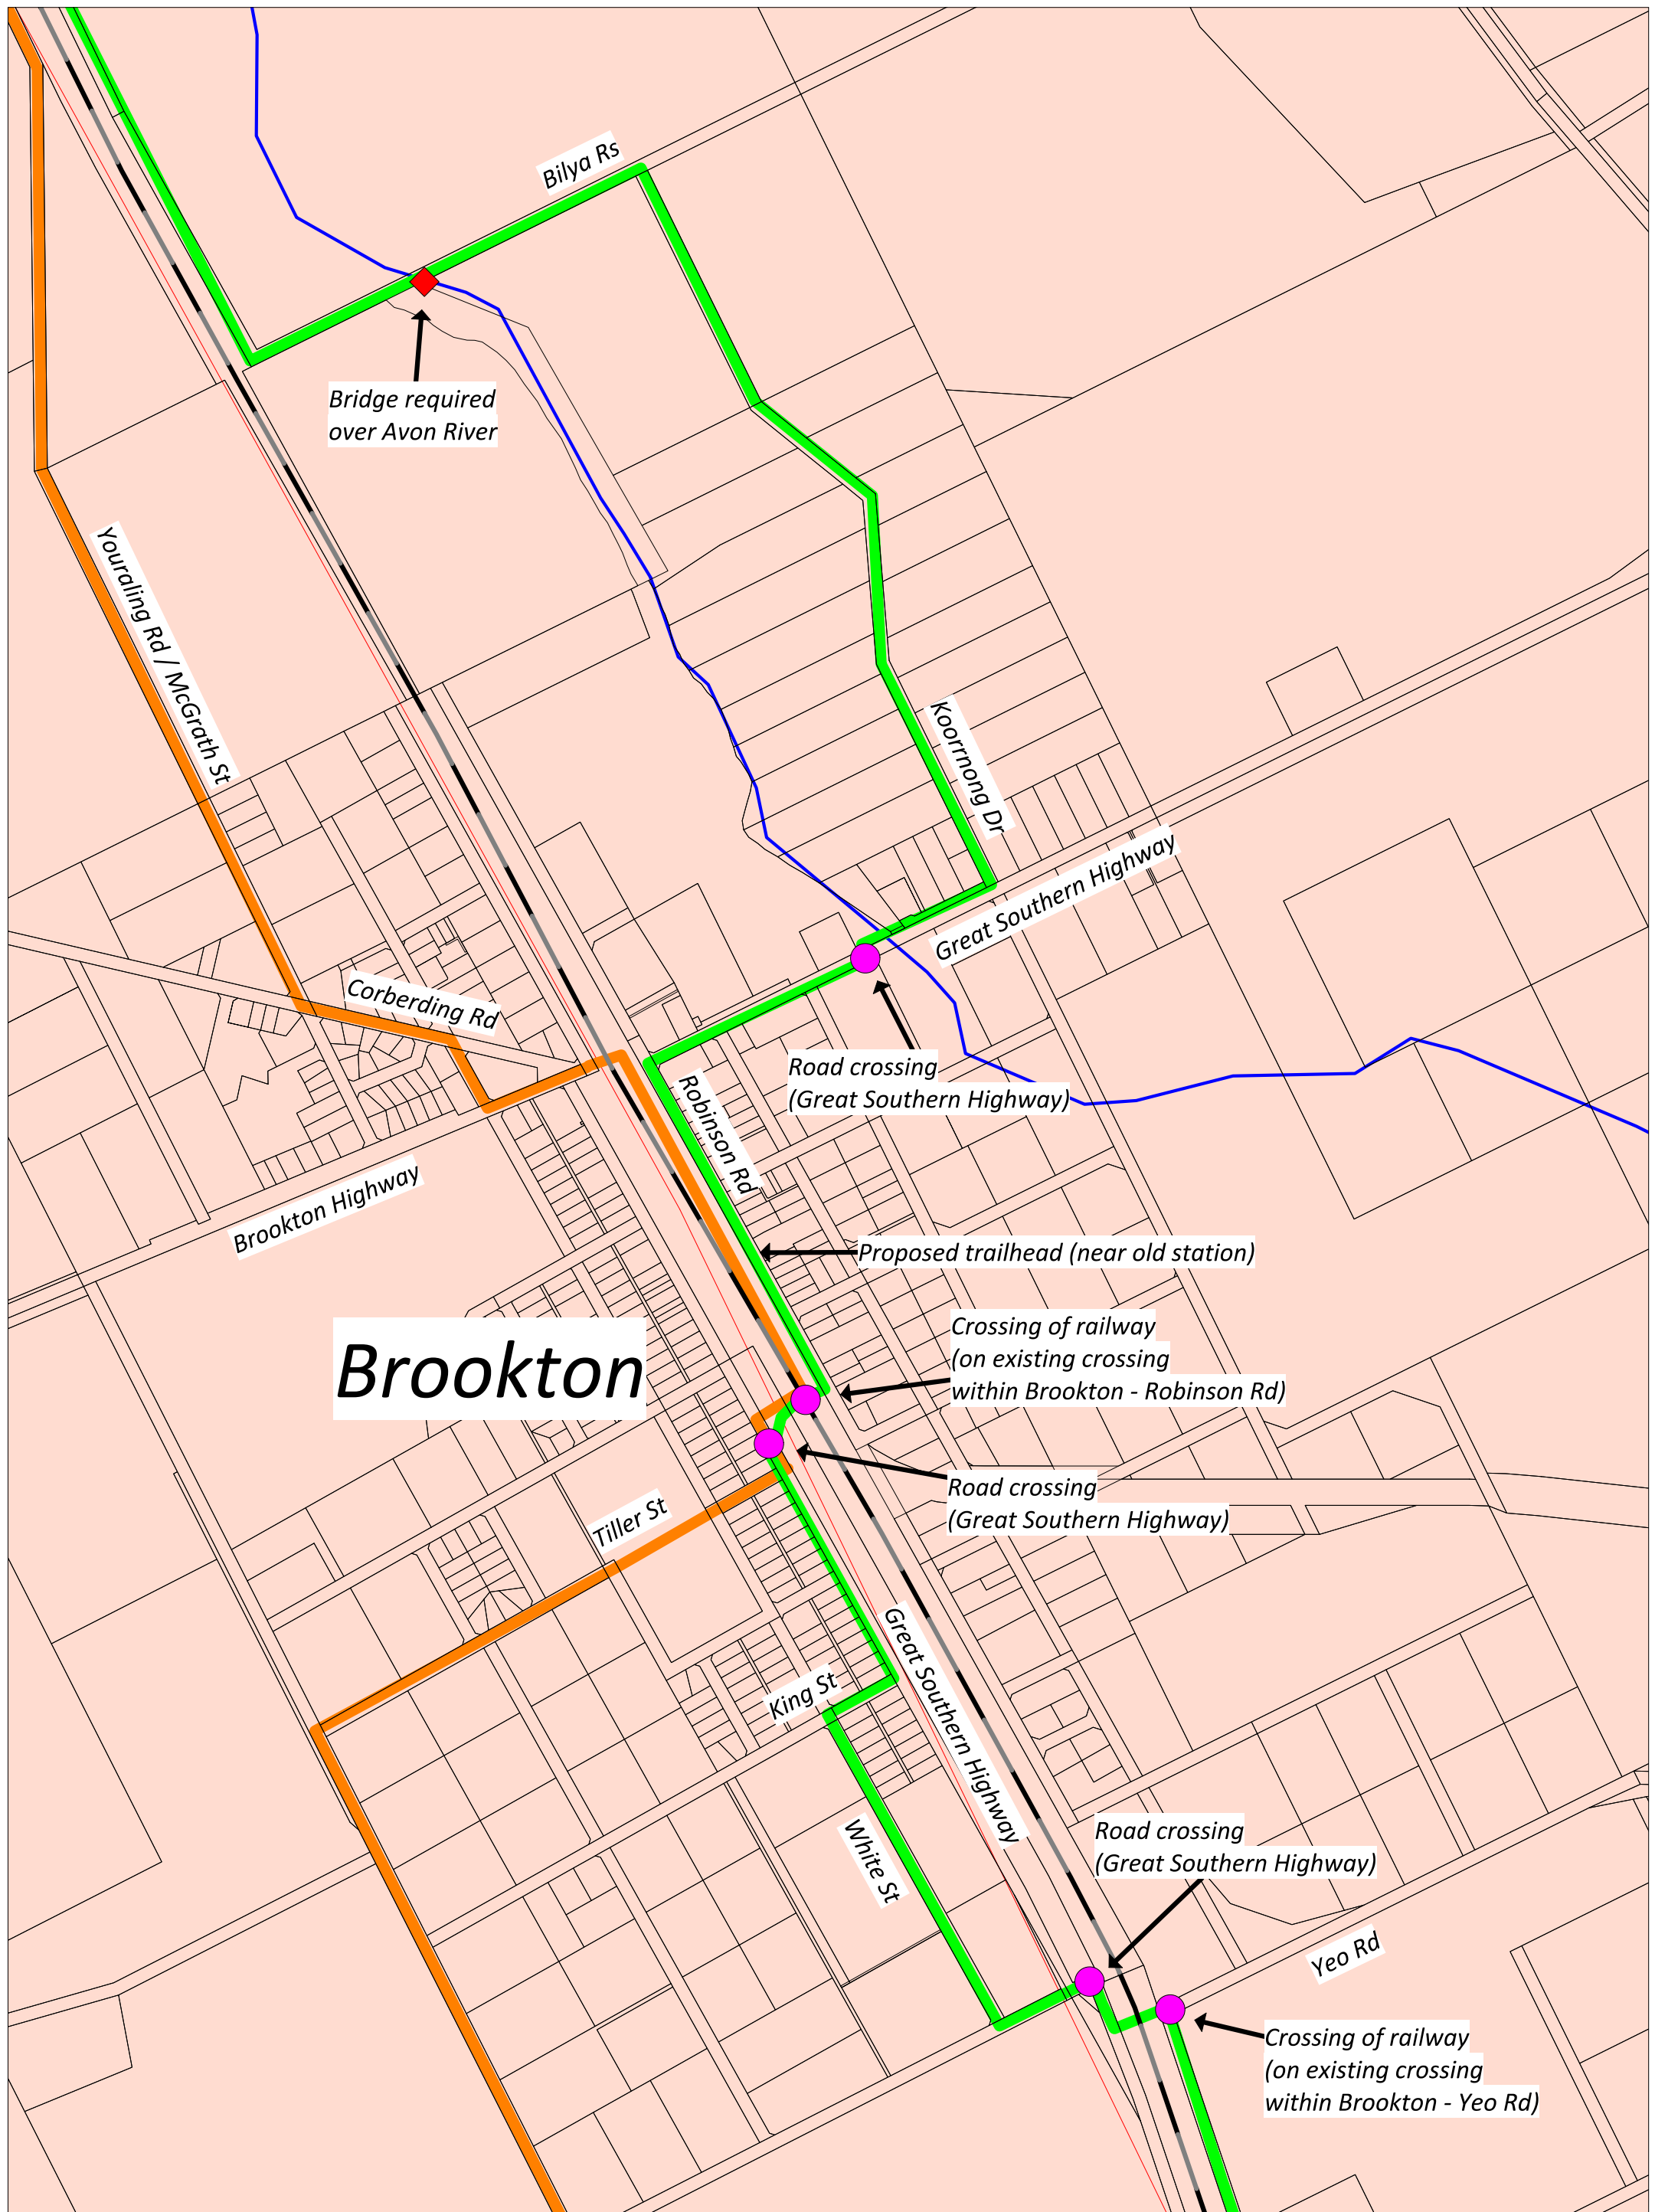 Bilya Rs
Bridge required
over Avon River
Youraling Rd / McGrath St
Koorrnong Dr
Great Southern Highway
Corberding Rd
Road crossing
(Great Southern Highway)
Robinson Rd
Brookton Highway
Proposed trailhead (near old station)
Crossing of railway
(on existing crossing
within Brookton - Robinson Rd)
Brookton
Road crossing
(Great Southern Highway)
Tiller St
Great Southern Highway
King St
White St
Road crossing
(Great Southern Highway)
Yeo Rd
Crossing of railway
(on existing crossing
within Brookton - Yeo Rd)